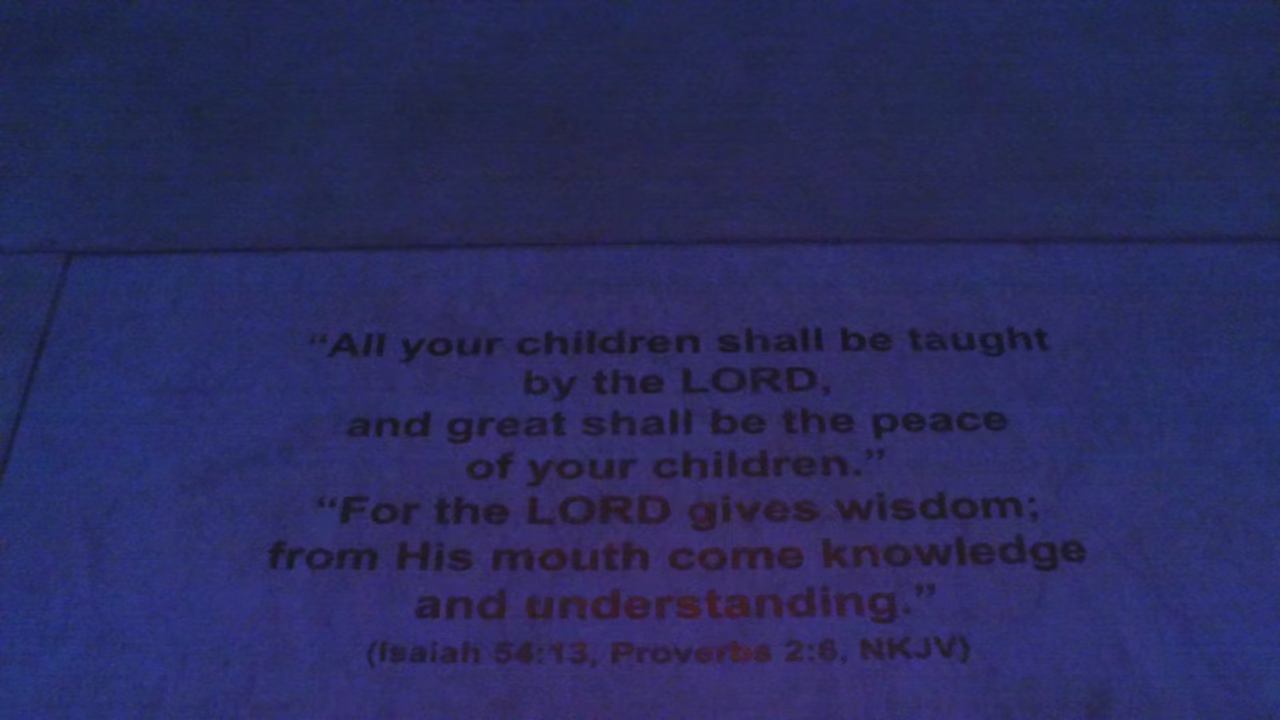 “All your children shall be taught
by the LORD,
and great shall be the peace
of your children.”
“For the LORD gives wisdom;
from His mouth come knowledge
and understanding.”
(Isaiah 54:13, Proverbs 2:6, NKJV)